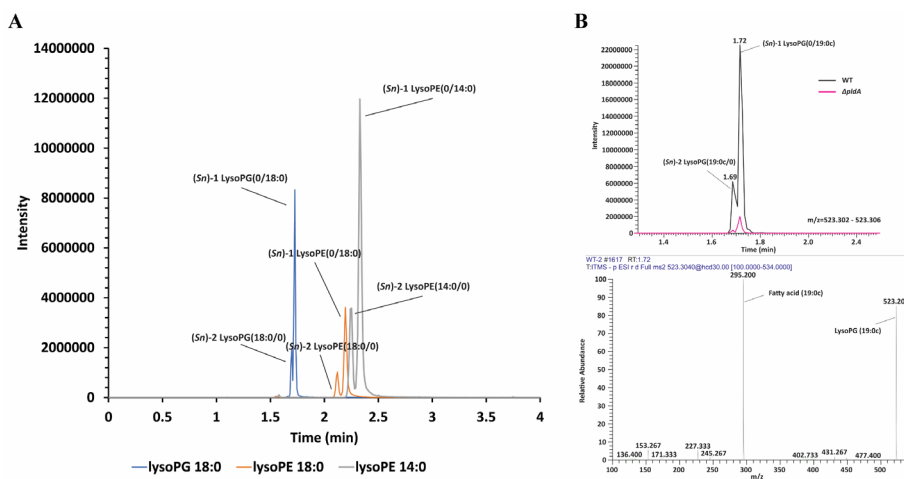 A
14000000
12000000
10000000
8000000
6000000
4000000
2000000
0
Intensity
0 0.5 1 1.5 2 2.5 3 3.5 4
Time (min)
(Sn)-1 LysoPE(0/14:0)
(Sn)-1 LysoPG(0/18:0)
(Sn)-1 LysoPE(0/18:0)
(Sn)-2 LysoPE(14:0/0)
(Sn)-2 LysoPG(18:0/0)
(Sn)-2 LysoPE(18:0/0)
lysoPG 18:0 lysoPE 18:0 lysoPE 14:0
B
22000000
20000000
18000000
16000000
14000000
12000000
10000000
8000000
6000000
4000000
2000000
0
Intensity
1.72
(Sn)-1 LysoPG(0/19:0c)
WT
ΔpldA
(Sn)-2 LysoPG(19:0c/0)
1.69
m/z=523.302 - 523.306
1.4 1.6 1.8 2.0 2.2 2.4
Time (min)
WT-2 #1617 RT:1.72
T:ITMS - p ESI r d Full ms2 523.3040@hcd30.00 [100.0000-534.0000]
100
90
80
70
60
50
40
30
20
10
0
Relative Abundance
295.200
Fatty acid (19:0c)
523.20
LysoPG (19:0c)
136.400
153.267
171.333
227.333
245.267
402.733
431.267
477.400
100 150 200 250 300 350 400 450 500
m/z